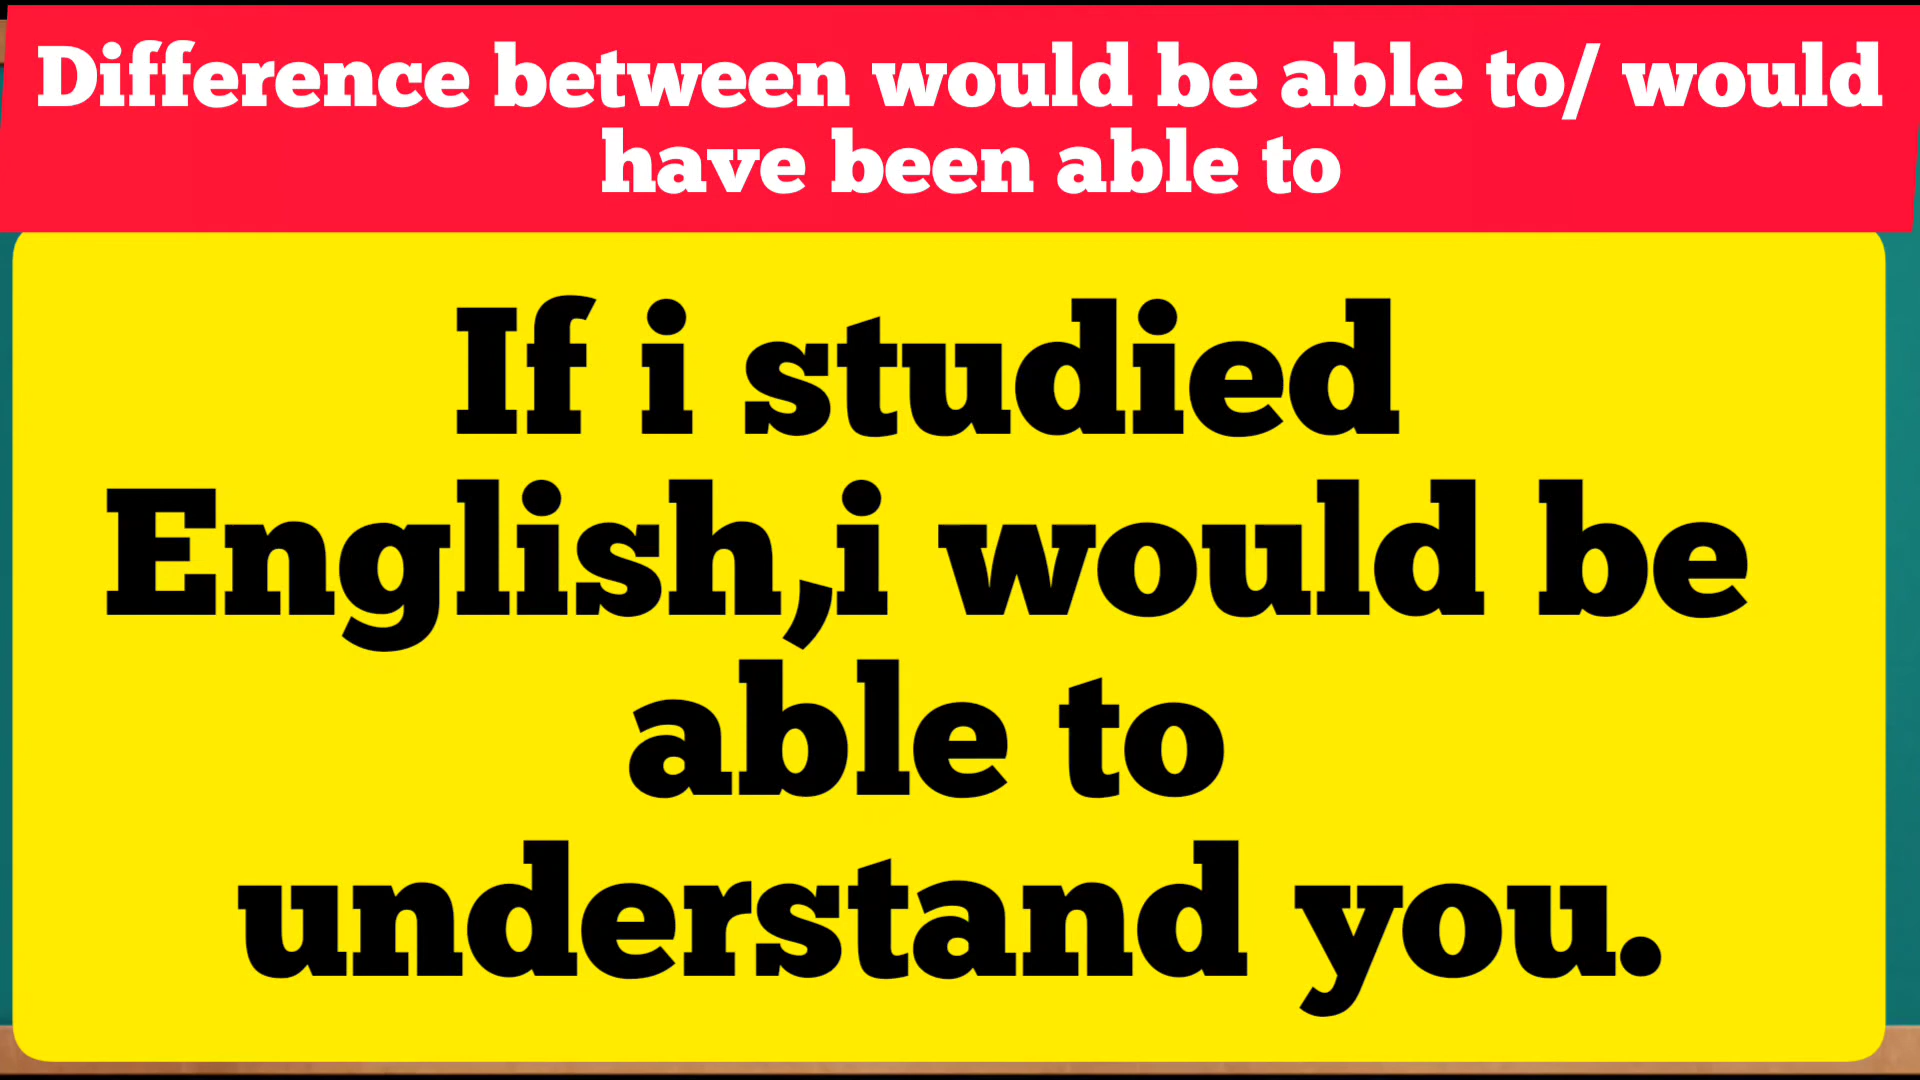 Difference between would be able to/ would
have been able to
If i studied
English,i would be
able to
understand you.